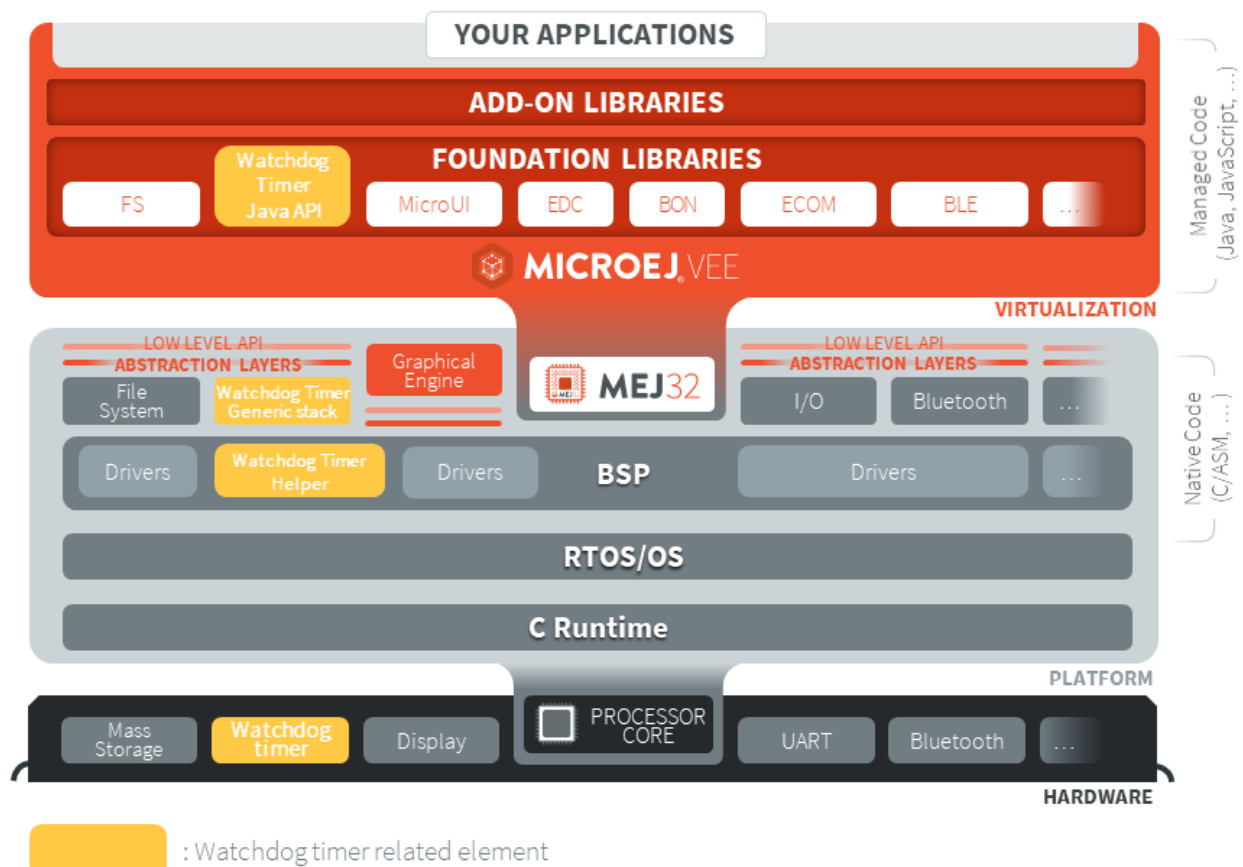 YOUR APPLICATIONS
ADD-ON LIBRARIES
FOUNDATION LIBRARIES
FS
Watchdog
Timer
Java API
MicroUI
EDC
BON
ECOM
BLE
...
MICROEJ® VEE
Managed Code
(Java, JavaScript, ...)
VIRTUALIZATION
LOW LEVEL API
ABSTRACTION LAYERS
File
System
Watchdog Timer
Generic stack
Graphical
Engine
MEJ32
MEJ32
LOW LEVEL API
ABSTRACTION LAYERS
I/O
Bluetooth
...
Drivers
Watchdog Timer
Helper
Drivers
BSP
Drivers
...
Native Code
(C/ASM, ...)
RTOS/OS
C Runtime
PLATFORM
Mass
Storage
Watchdog
timer
Display
PROCESSOR
CORE
UART
Bluetooth
...
HARDWARE
: Watchdog timer related element